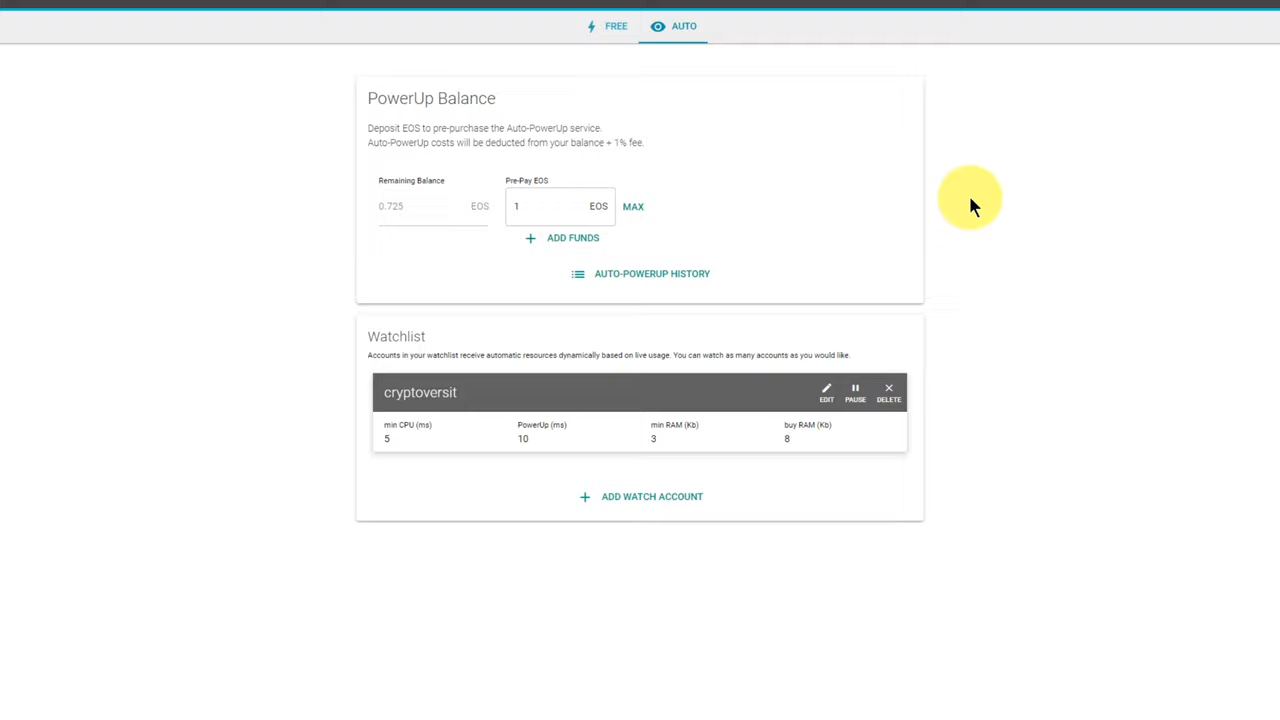 FREE AUTO
PowerUp Balance
Deposit EOS to pre-purchase the Auto-PowerUp service.
Auto-PowerUp costs will be deducted from your balance + 1% fee.
Remaining Balance Pre-Pay EOS
0.725 EOS 1 EOS MAX
+ ADD FUNDS
AUTO-POWERUP HISTORY
Watchlist
Accounts in your watchlist receive automatic resources dynamically based on live usage. You can watch as many accounts as you would like.
cryptoversit EDIT PAUSE DELETE
min CPU (ms) PowerUp (ms) min RAM (Kb) buy RAM (Kb)
5 10 3 8
+ ADD WATCH ACCOUNT